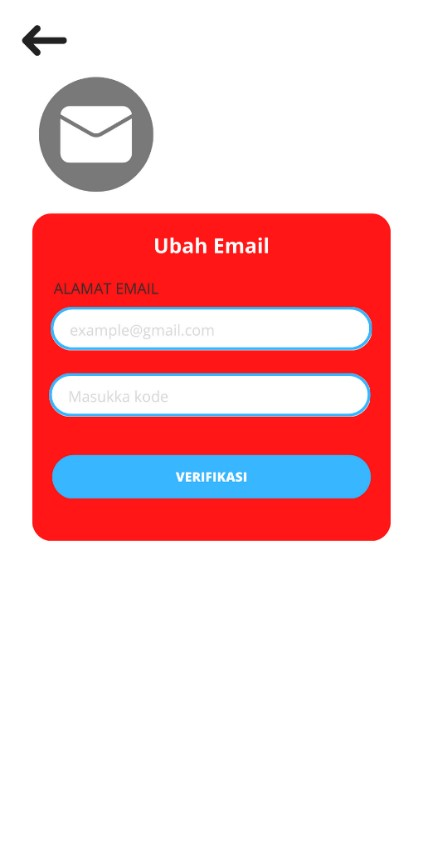 Ubah Email
ALAMAT EMAIL
example@gmail.com
Masukka kode
VERIFIKASI